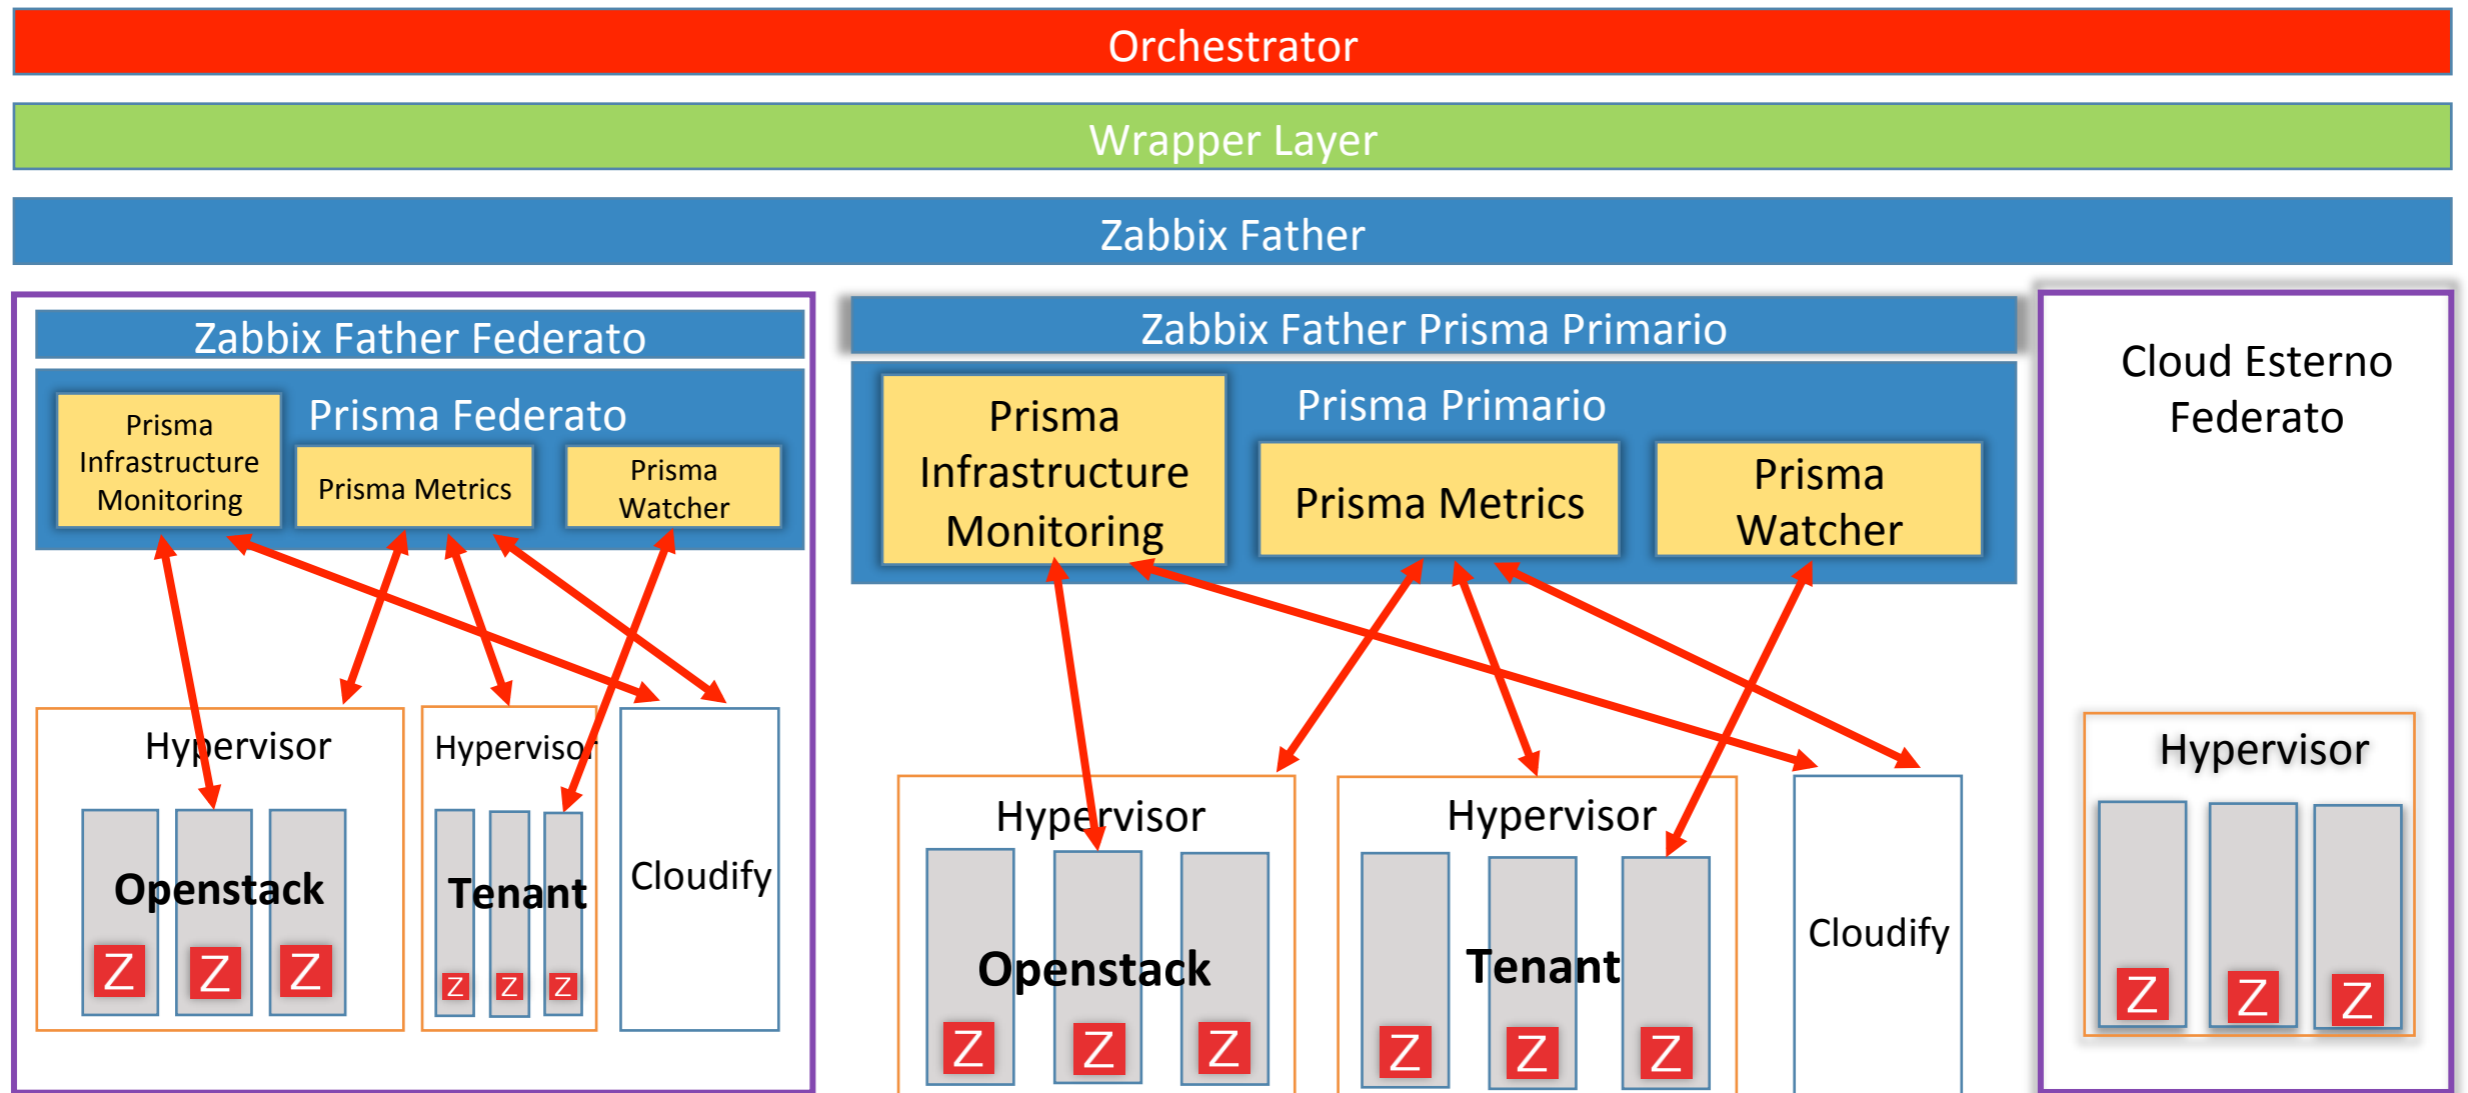 Orchestrator
Wrapper Layer
Zabbix Father
Zabbix Father Federato
Prisma Federato
Prisma
Infrastructure
Monitoring
Prisma Metrics
Prisma
Watcher
Hypervisor
Openstack
Z
Z
Z
Hypervisor
Tenant
Z
Z
Z
Cloudify
Zabbix Father Prisma Primario
Prisma Primario
Prisma
Infrastructure
Monitoring
Prisma Metrics
Prisma
Watcher
Hypervisor
Openstack
Z
Z
Z
Hypervisor
Tenant
Z
Z
Z
Cloudify
Cloud Esterno
Federato
Hypervisor
Z
Z
Z